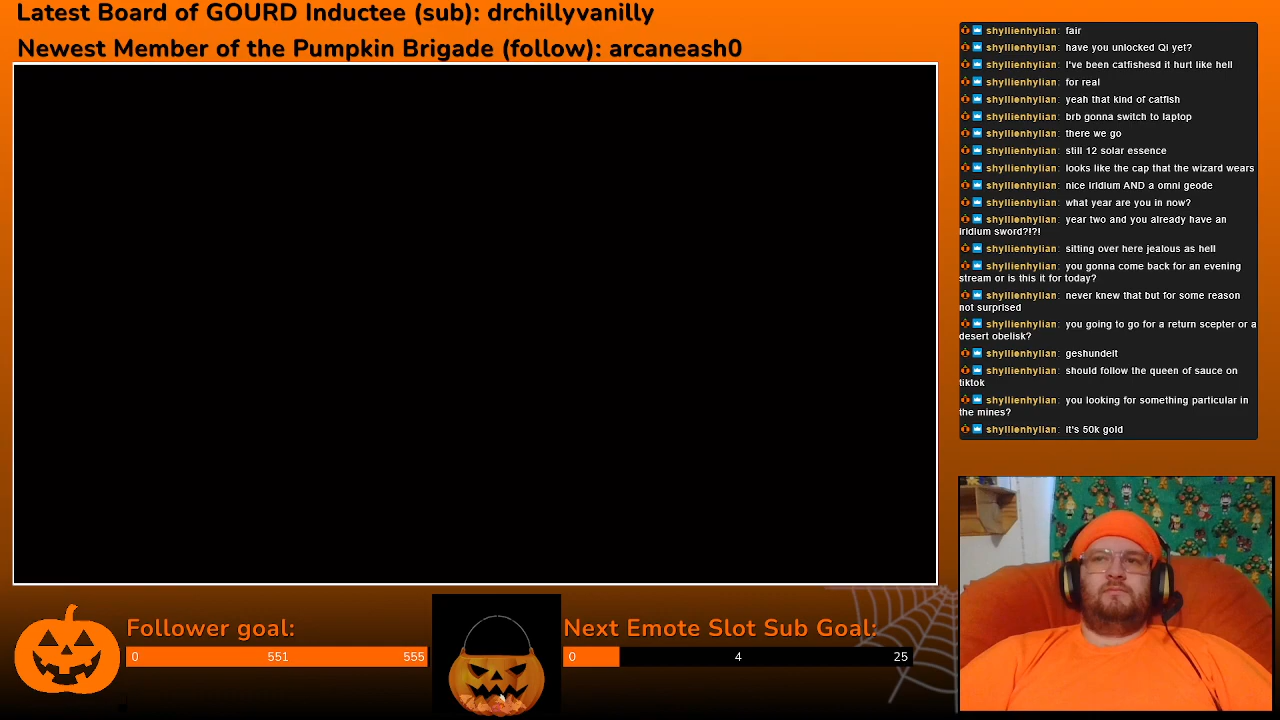 Latest Board of GOURD Inductee (sub): drchillyvanilly
Newest Member of the Pumpkin Brigade (follow): arcaneash0
shyllienhylian: fair
shyllienhylian: have you unlocked QI yet?
shyllienhylian: I've been catfishesd it hurt like hell
shyllienhylian: for real
shyllienhylian: yeah that kind of catfish
shyllienhylian: brb gonna switch to laptop
shyllienhylian: there we go
shyllienhylian: still 12 solar essence
shyllienhylian: looks like the cap that the wizard wears
shyllienhylian: nice iridium AND a omni geode
shyllienhylian: what year are you in now?
shyllienhylian: year two and you already have an
iridium sword?!?!
shyllienhylian: sitting over here jealous as hell
shyllienhylian: you gonna come back for an evening
stream or is this it for today?
shyllienhylian: never knew that but for some reason
not surprised
shyllienhylian: you going to go for a return scepter or a
desert obelisk?
shyllienhylian: geshundeit
shyllienhylian: should follow the queen of sauce on
tiktok
shyllienhylian: you looking for something particular in
the mines?
shyllienhylian: it's 50k gold
Follower goal:
0 551 555
Next Emote Slot Sub Goal:
0 4 25